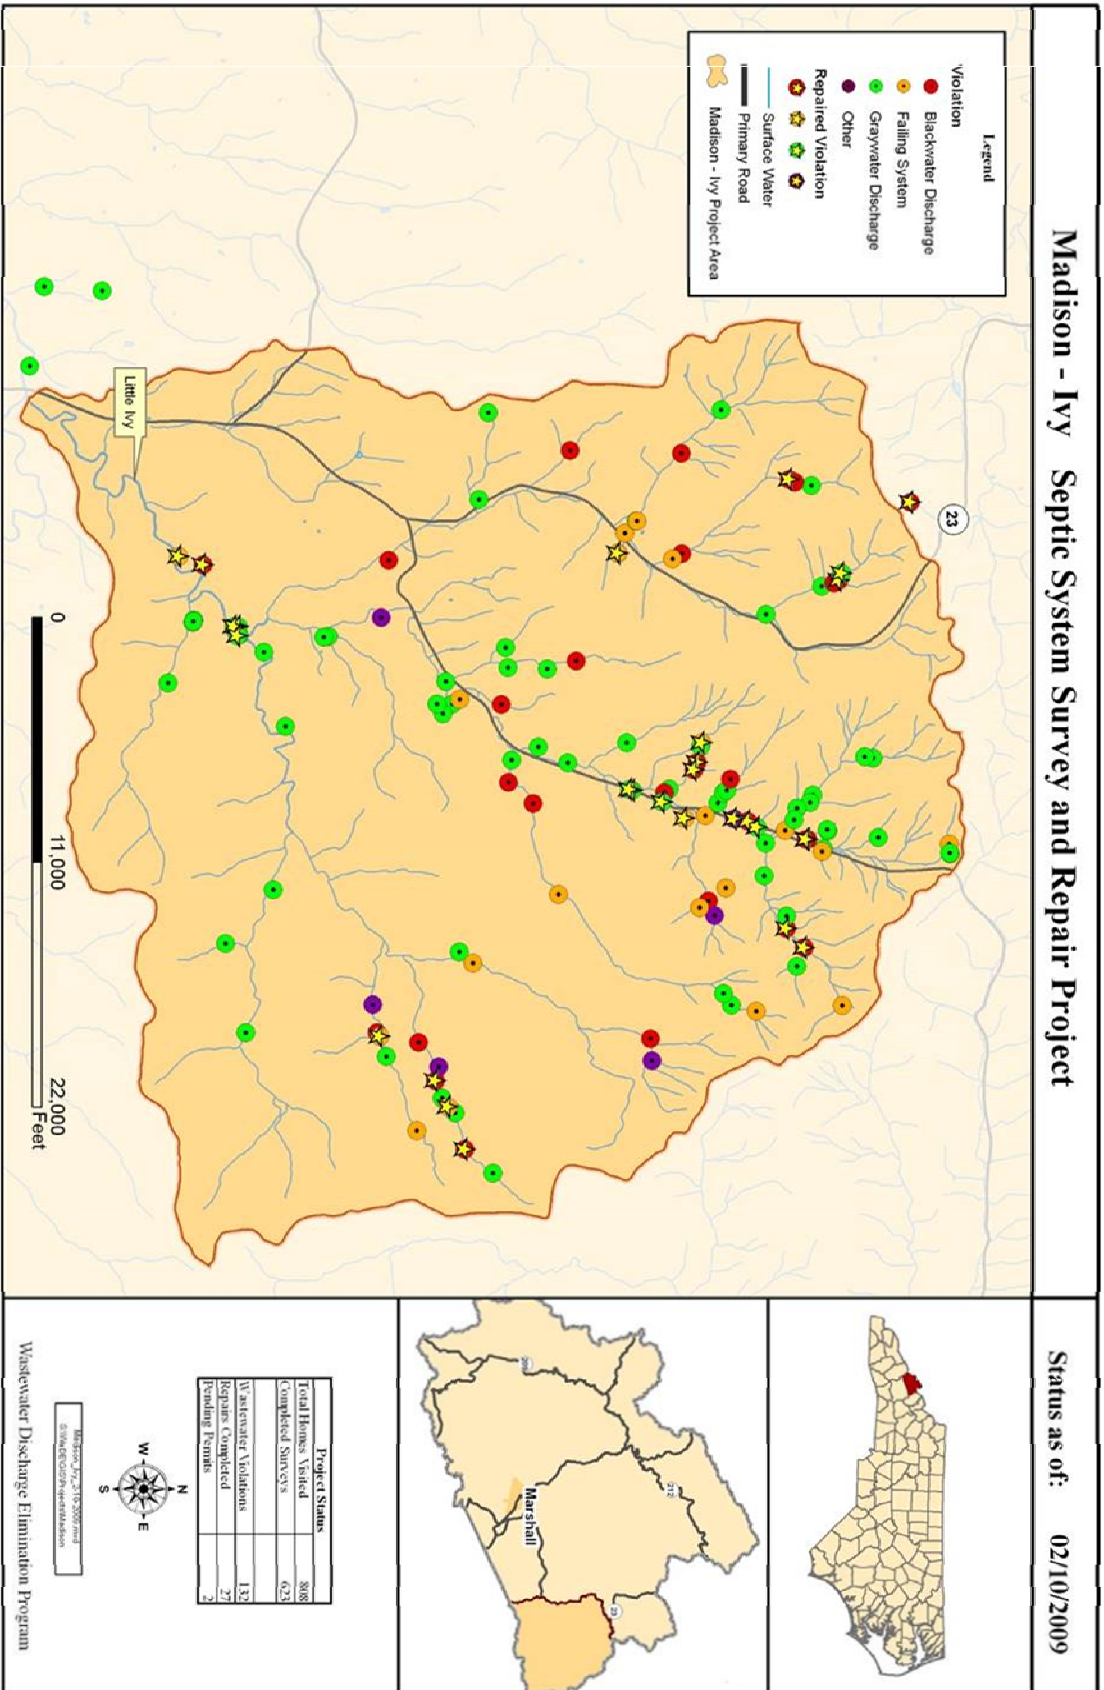 Madison - Ivy Septic System Survey and Repair Project
Status as of: 02/10/2009
Legend
Violation
Blackwater Discharge
Failing System
Graywater Discharge
Other
Repaired Violation
Surface Water
Primary Road
Madison - Ivy Project Area
23
Little Ivy
0 11,000 22,000
Feet
212
Marshall
23
Project Status
Total Homes Visited 808
Completed Surveys 623
Wastewater Violations 132
Repairs Completed 27
Pending Permits 2
N
W E
S
Wastewater Discharge Elimination Program